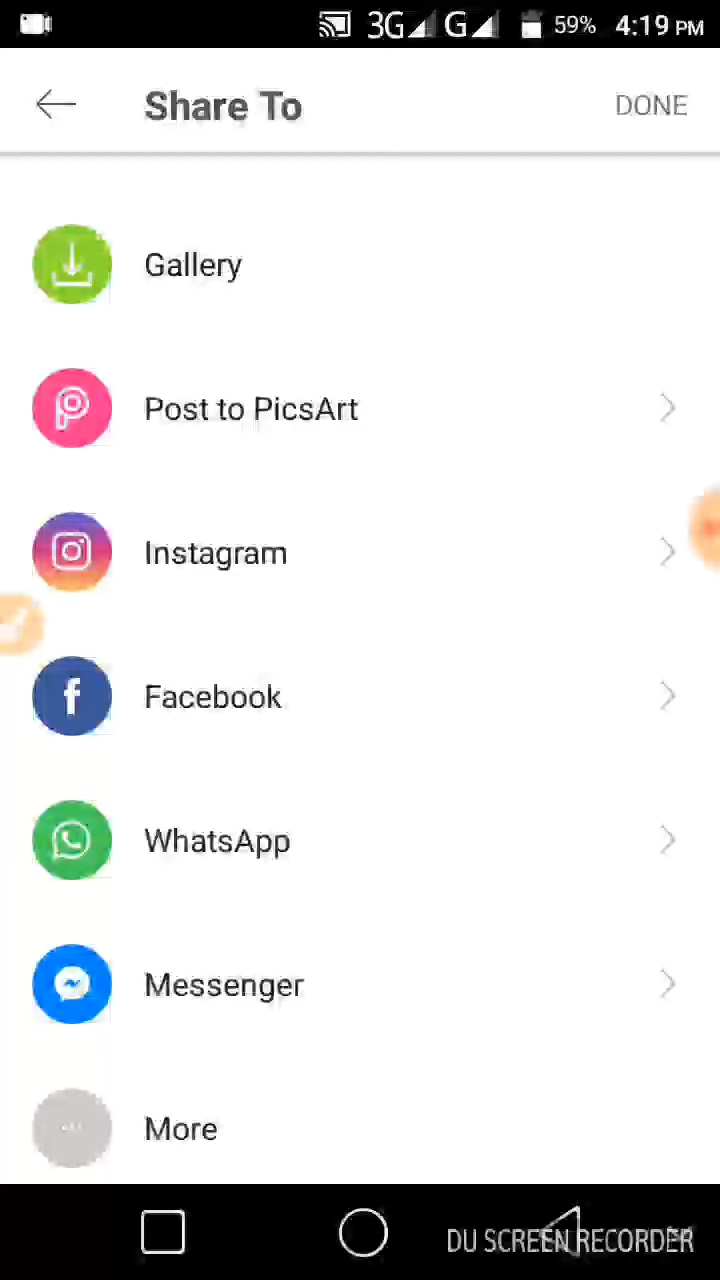 3G G 59% 4:19 PM
Share To DONE
Gallery
Post to PicsArt
Instagram
Facebook
WhatsApp
Messenger
More
DU SCREEN RECORDER